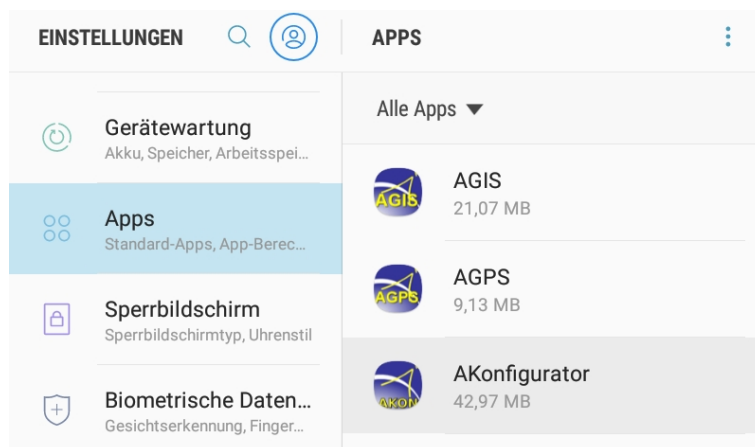 EINSTELLUNGEN
Gerätewartung
Akku, Speicher, Arbeitsspei...
Apps
Standard-Apps, App-Berec...
Sperrbildschirm
Sperrbildschirmtyp, Uhrenstil
Biometrische Daten...
Gesichtserkennung, Finger...
APPS
Alle Apps
AGIS
AGIS
21,07 MB
AGPS
AGPS
9,13 MB
AKON
AKonfigurator
42,97 MB